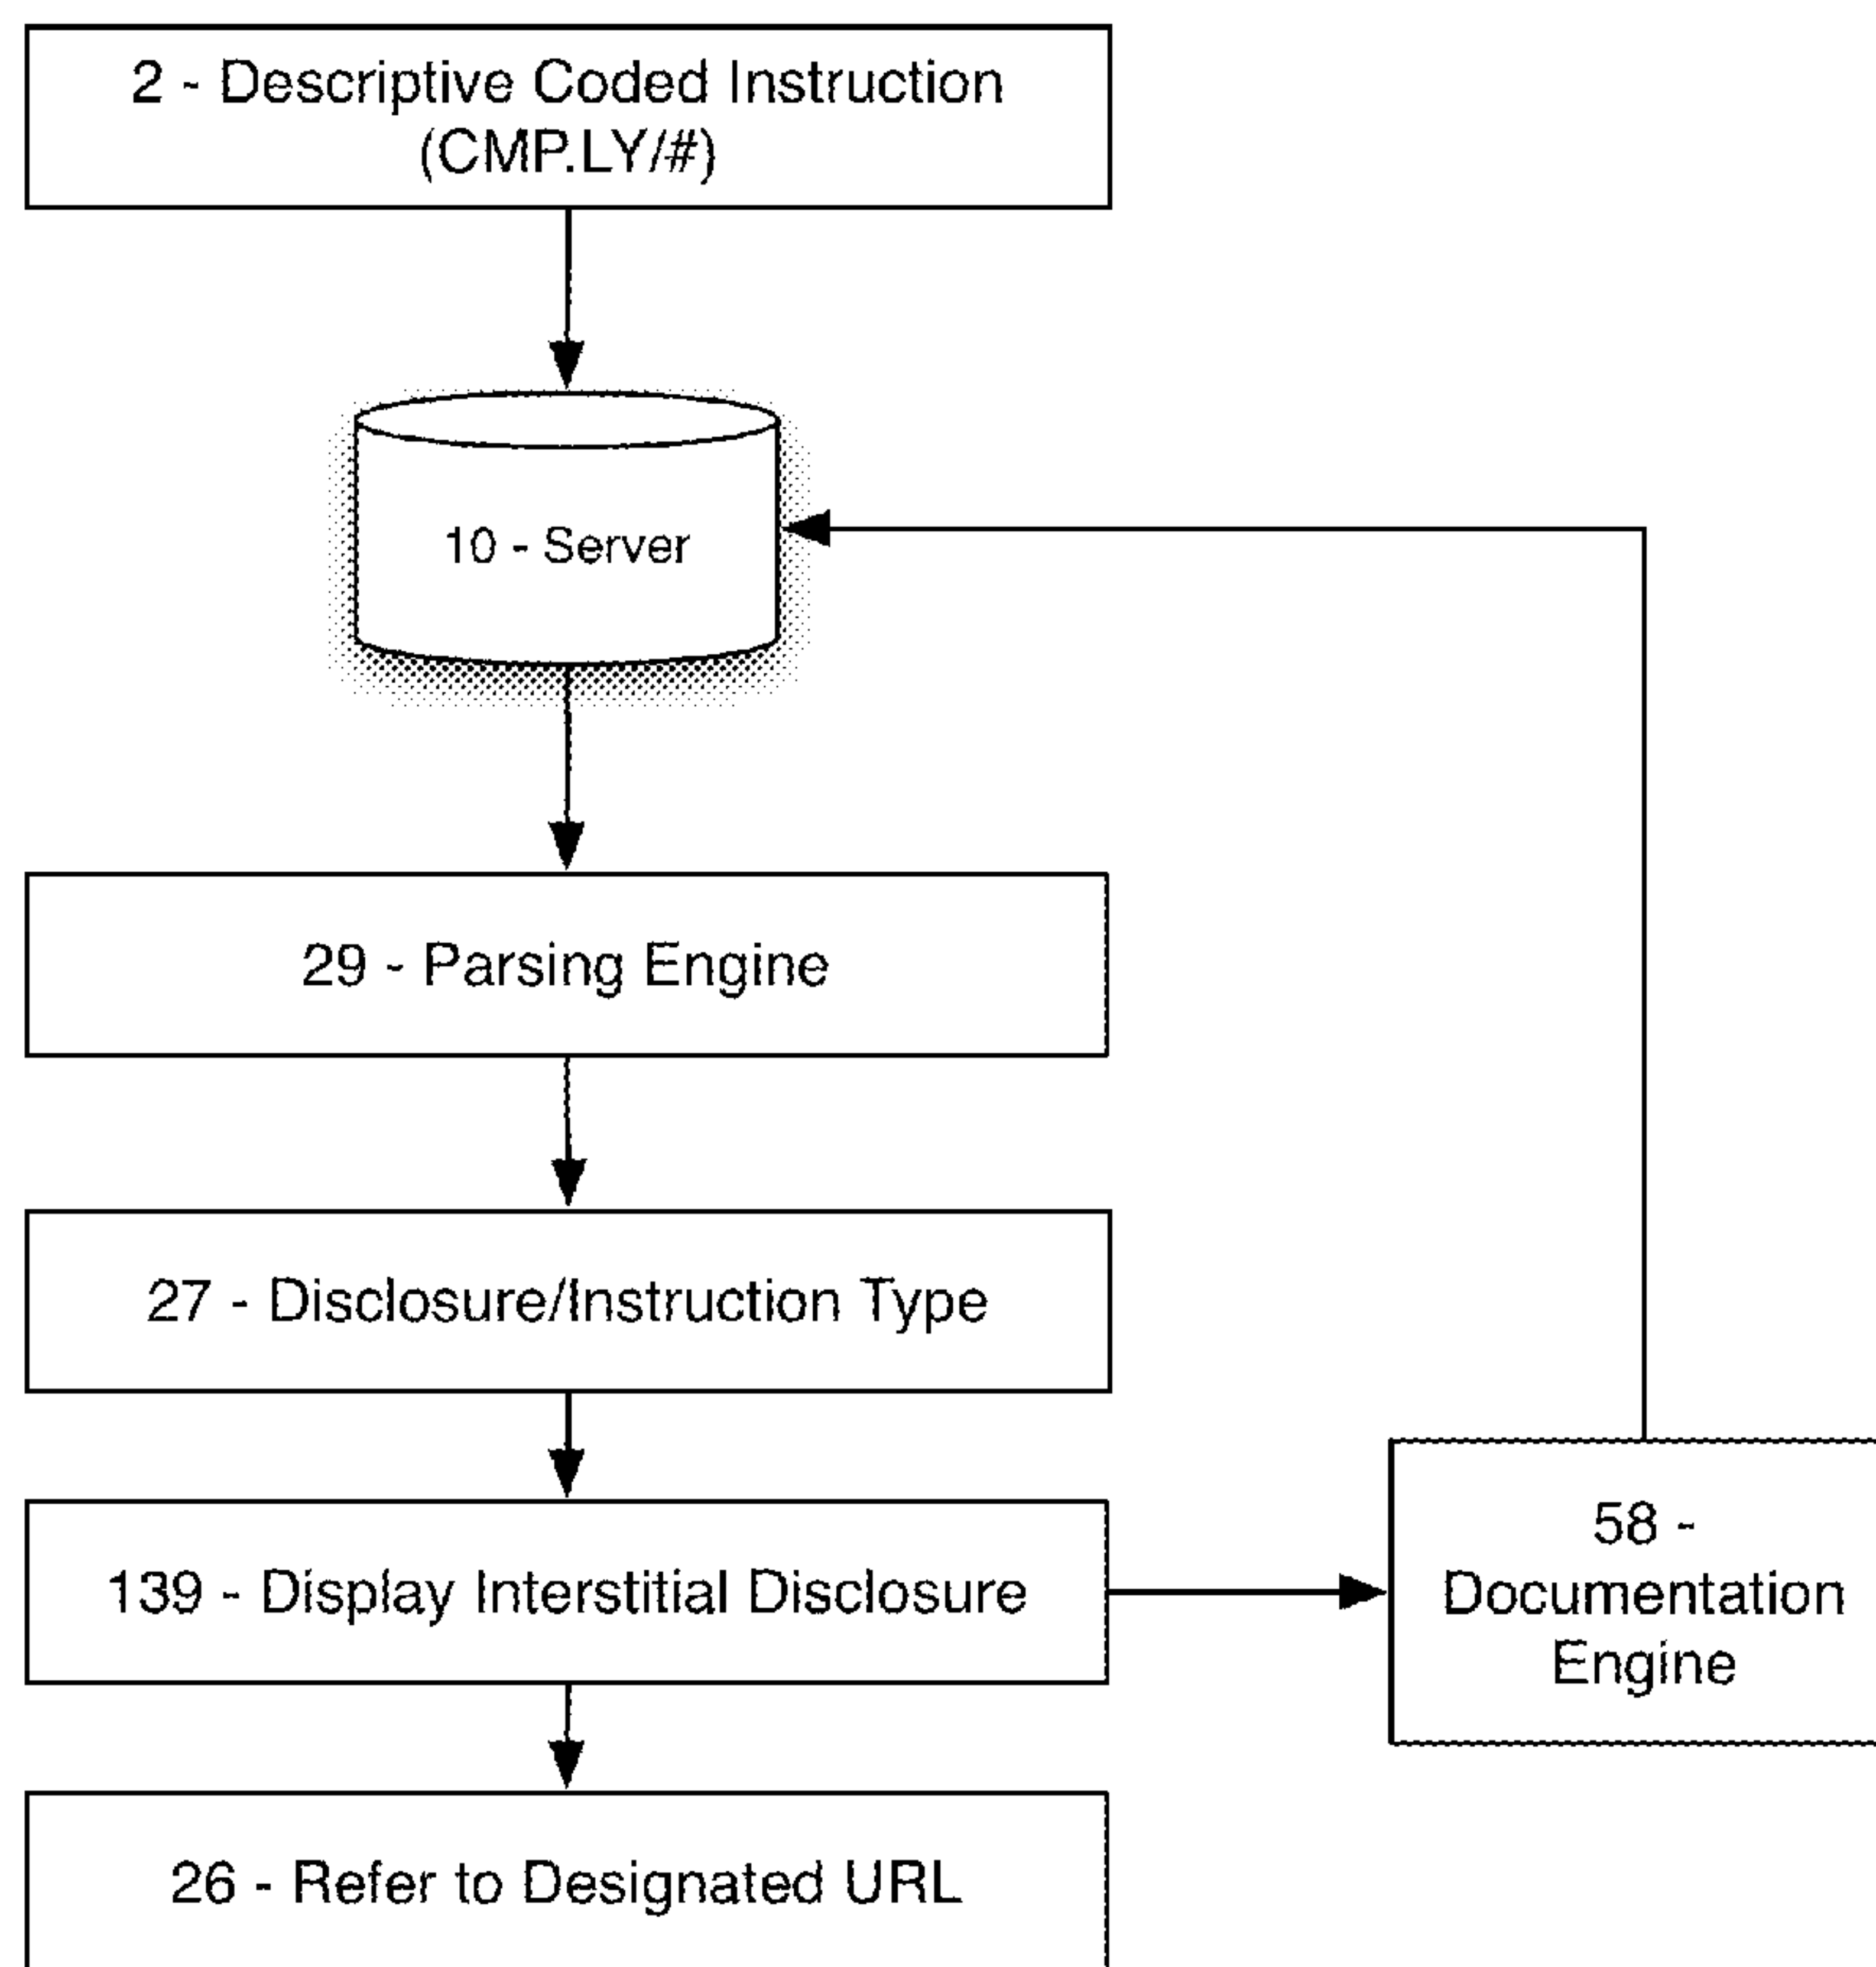 2 - Descriptive Coded Instruction
(CMP.LY/#)
10 - Server
29 - Parsing Engine
27 - Disclosure/Instruction Type
139 - Display Interstitial Disclosure
58 -
Documentation
Engine
26 - Refer to Designated URL